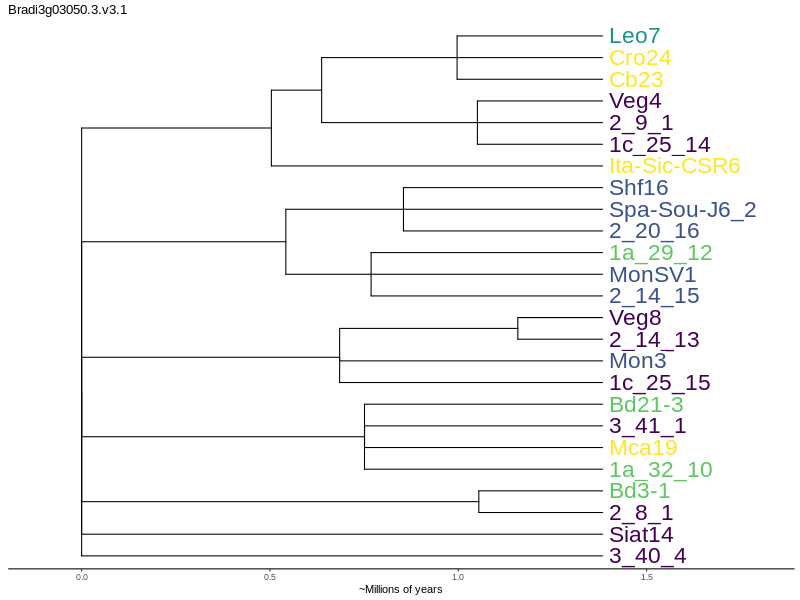 Bradi3g03050.3.v3.1
Leo7
Cro24
Cb23
Veg4
2_9_1
1c_25_14
Ita-Sic-CSR6
Shf16
Spa-Sou-J6_2
2_20_16
1a_29_12
MonSV1
2_14_15
Veg8
2_14_13
Mon3
1c_25_15
Bd21-3
3_41_1
Mca19
1a_32_10
Bd3-1
2_8_1
Siat14
3_40_4
0.0 0.5 1.0 1.5
~Millions of years